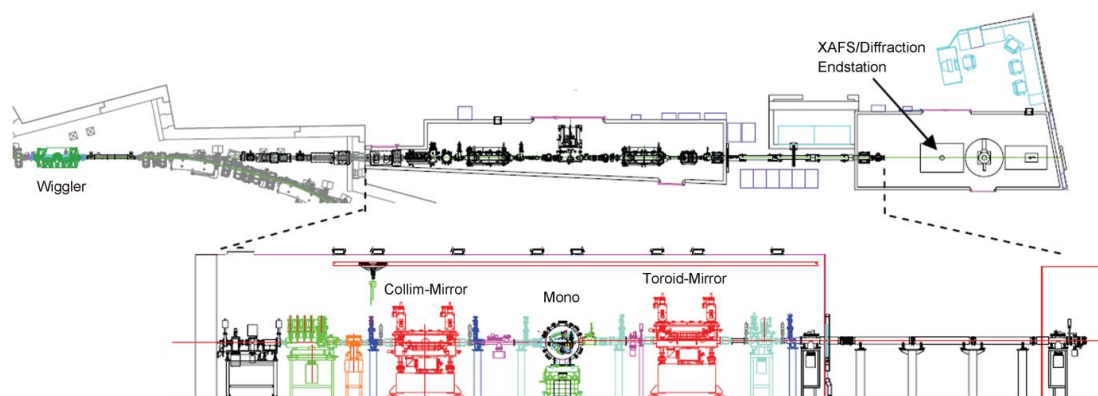 XAFS/Diffraction
Endstation
Wiggler
Collim-Mirror
Mono
Toroid-Mirror